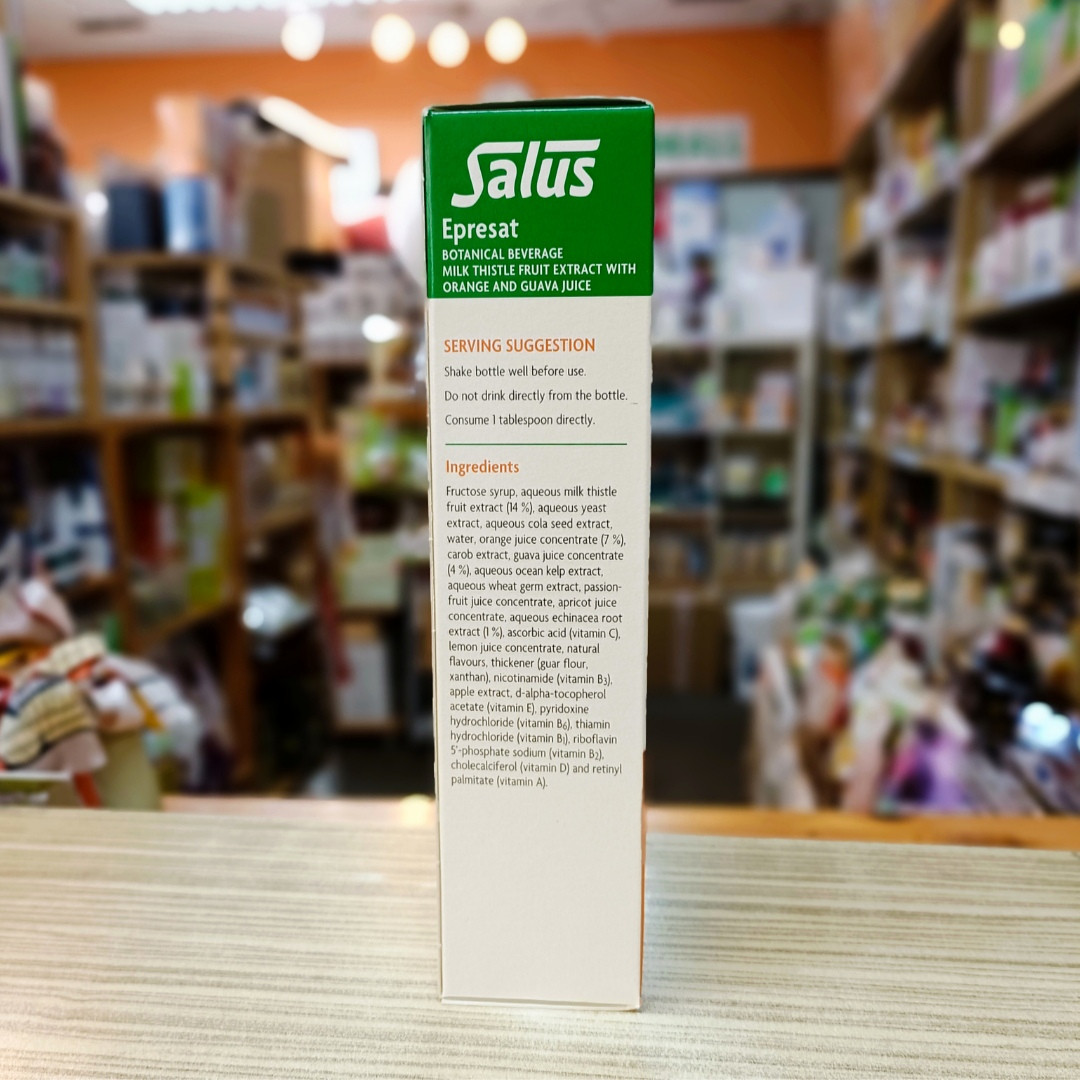 Salus
Epresat
BOTANICAL BEVERAGE
MILK THISTLE FRUIT EXTRACT WITH
ORANGE AND GUAVA JUICE
SERVING SUGGESTION
Shake bottle well before use.
Do not drink directly from the bottle.
Consume 1 tablespoon directly.
Ingredients
Fructose syrup, aqueous milk thistle
fruit extract (14 %), aqueous yeast
extract, aqueous cola seed extract,
water, orange juice concentrate (7 %),
carob extract, guava juice concentrate
(4 %), aqueous ocean kelp extract,
aqueous wheat germ extract, passion-
fruit juice concentrate, apricot juice
concentrate, aqueous echinacea root
extract (1 %), ascorbic acid (vitamin C),
lemon juice concentrate, natural
flavours, thickener (guar flour,
xanthan), nicotinamide (vitamin B3),
apple extract, d-alpha-tocopherol
acetate (vitamin E), pyridoxine
hydrochloride (vitamin B6), thiamin
hydrochloride (vitamin B1), riboflavin
5'-phosphate sodium (vitamin B2),
cholecalciferol (vitamin D) and retinyl
palmitate (vitamin A).